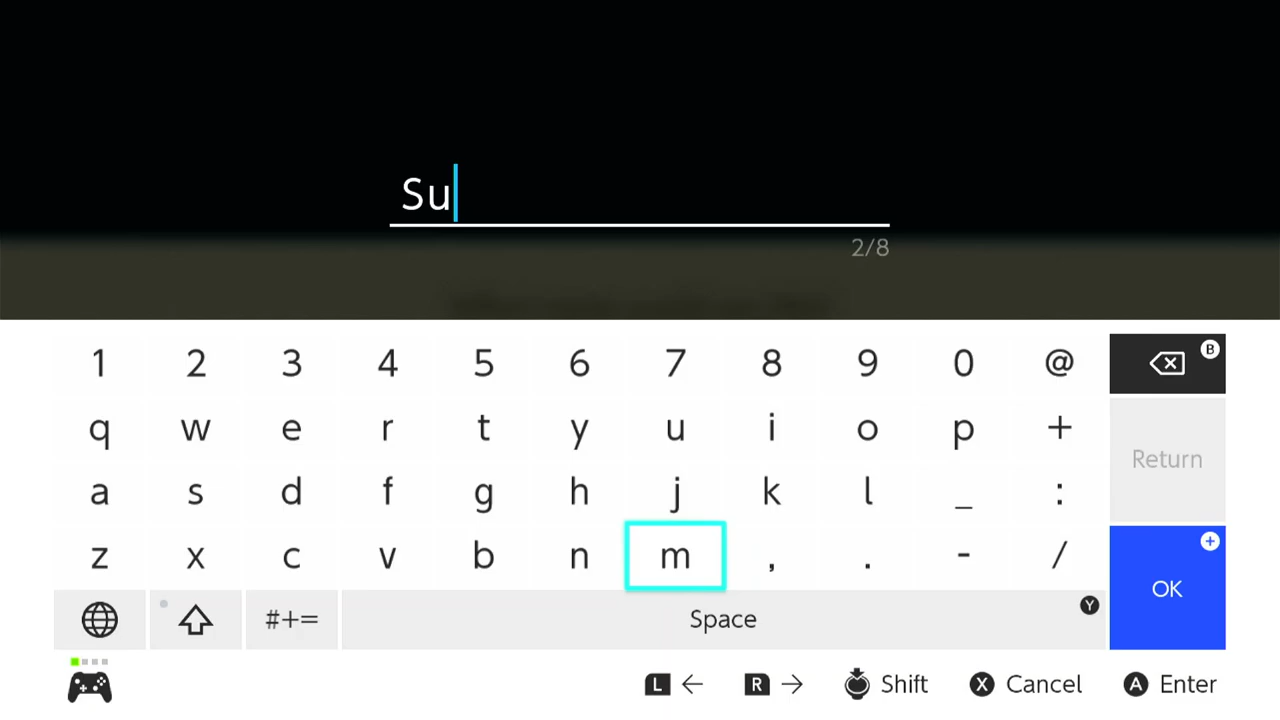 Su
2/8
1 2 3 4 5 6 7 8 9 0 @ B
q w e r t y u i o p +
Return
a s d f g h j k l _ :
z x c v b n m , . - /
OK
#+= Space Y
L ← R → Shift X Cancel A Enter